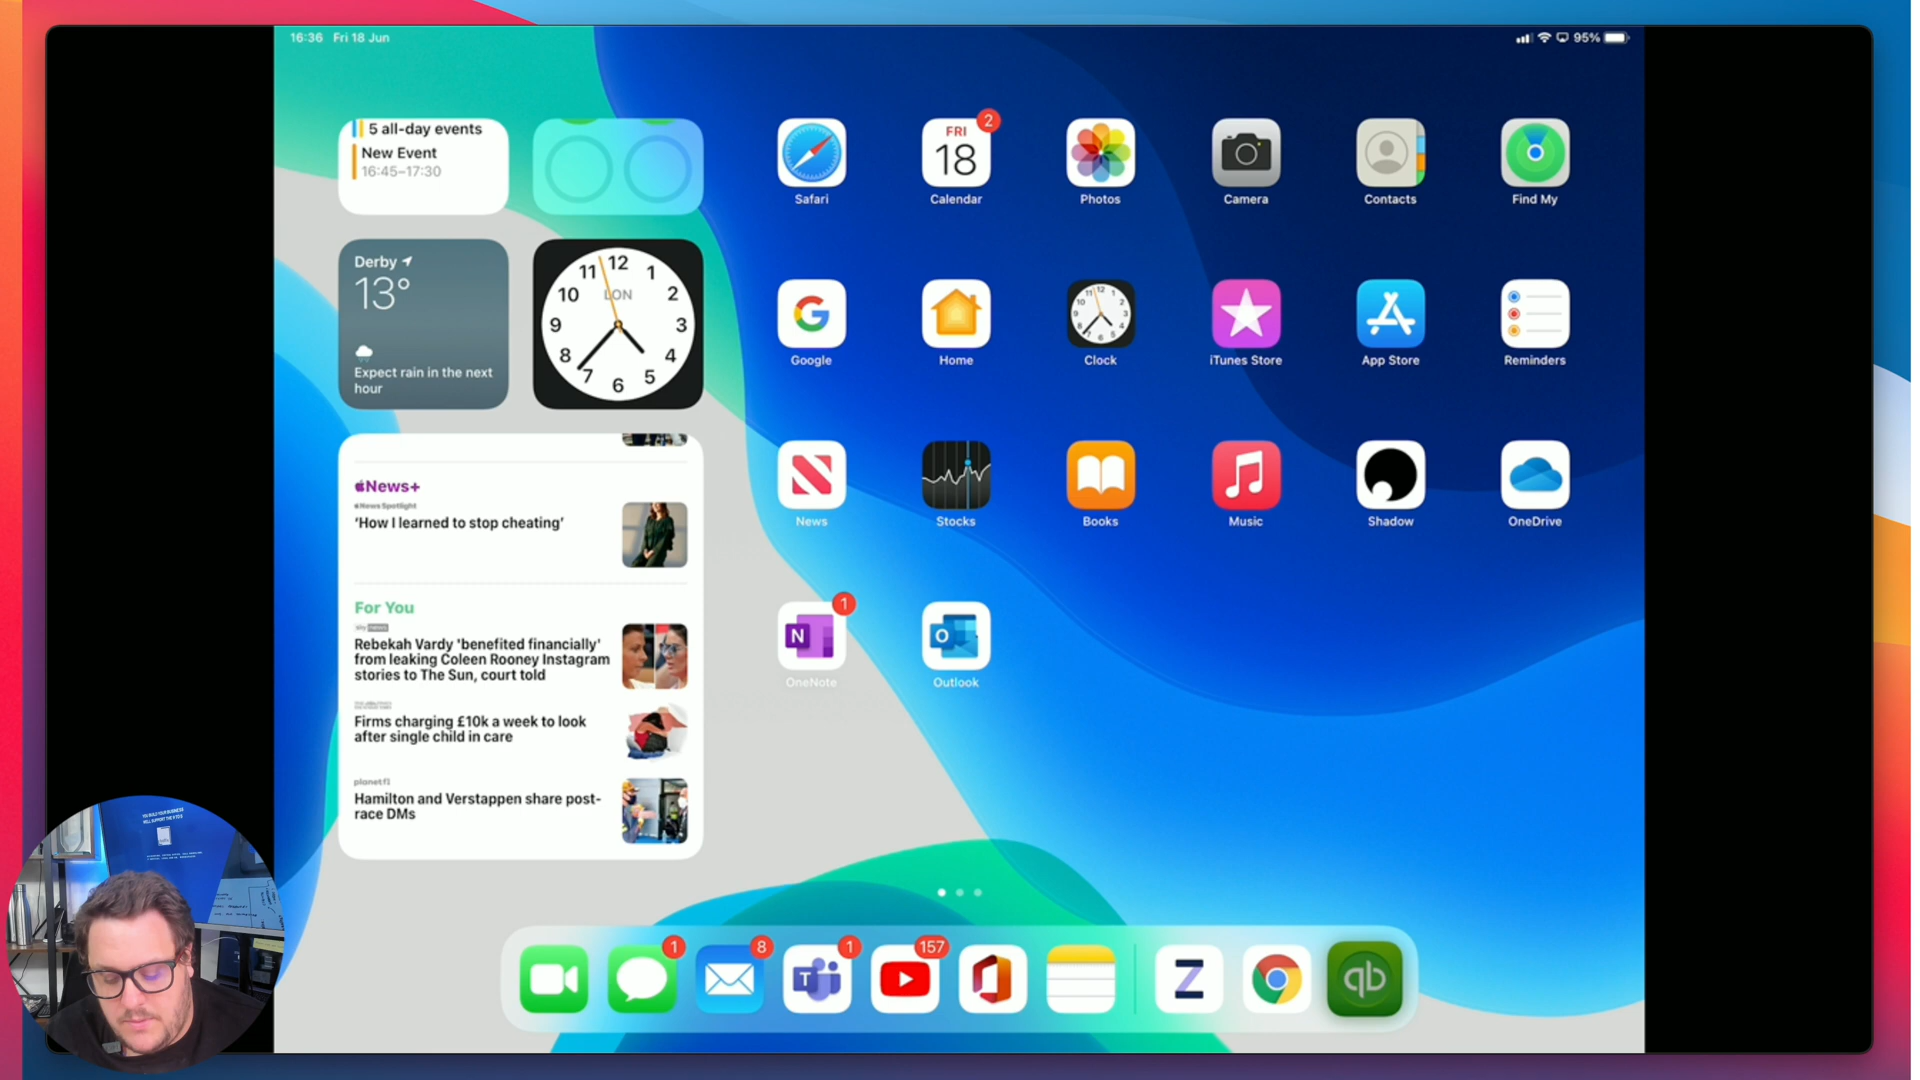 16:36 Fri 18 Jun
95%
5 all-day events
New Event
16:45–17:30
Derby
13°
Expect rain in the next
hour
12
1
2
3
4
5
6
7
8
9
10
11
LON
News+
News Spotlight
‘How I learned to stop cheating’
For You
sky news
Rebekah Vardy 'benefited financially'
from leaking Coleen Rooney Instagram
stories to The Sun, court told
Firms charging £10k a week to look
after single child in care
planetf1
Hamilton and Verstappen share post-
race DMs
2
FRI
18
Safari
Calendar
Photos
Camera
Contacts
Find My
Google
Home
Clock
iTunes Store
App Store
Reminders
News
Stocks
Books
Music
Shadow
OneDrive
1
N
O
OneNote
Outlook
1
8
1
157
T
Z
qb